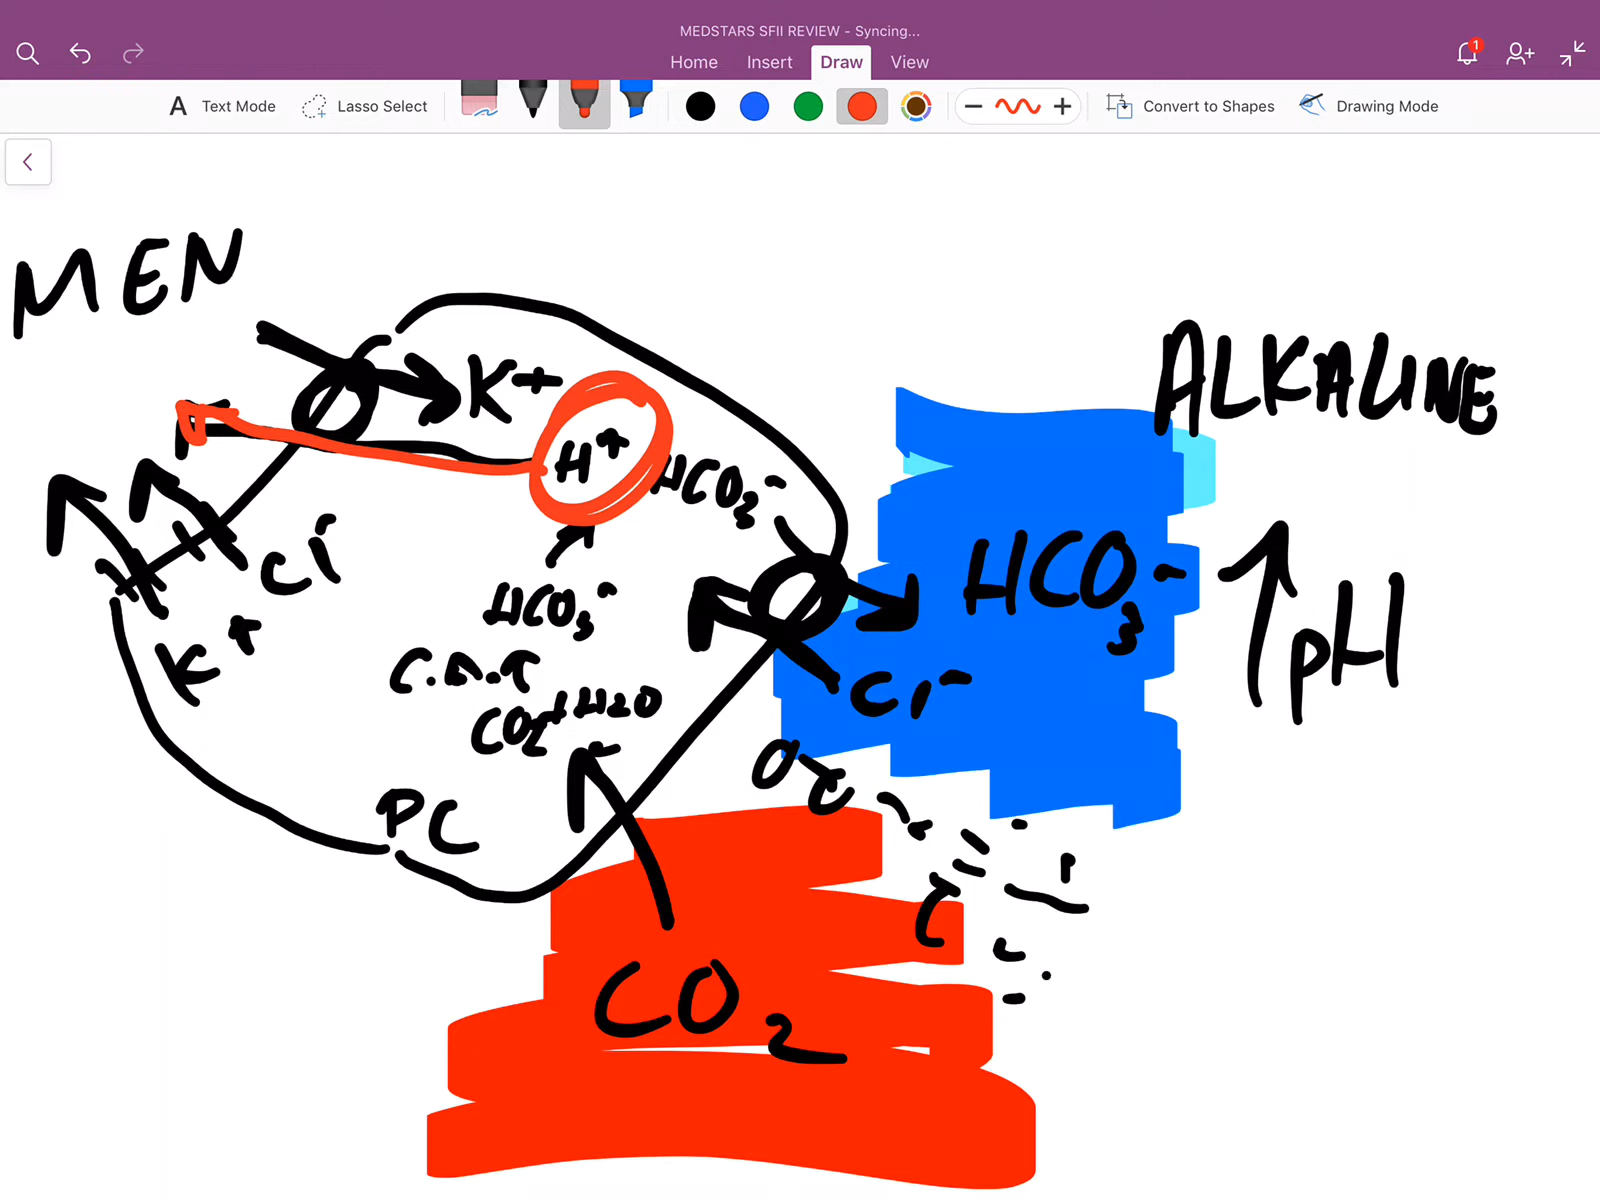 MEDSTARS SFII REVIEW - Syncing...
Home Insert Draw View
1
A Text Mode Lasso Select Convert to Shapes Drawing Mode
MEN
ALKALINE
K+
H+
HCO3-
HCO3-
↑pH
Cl
HCO3-
K+
C.A.
Cl-
CO2+H2O
PC
CO2